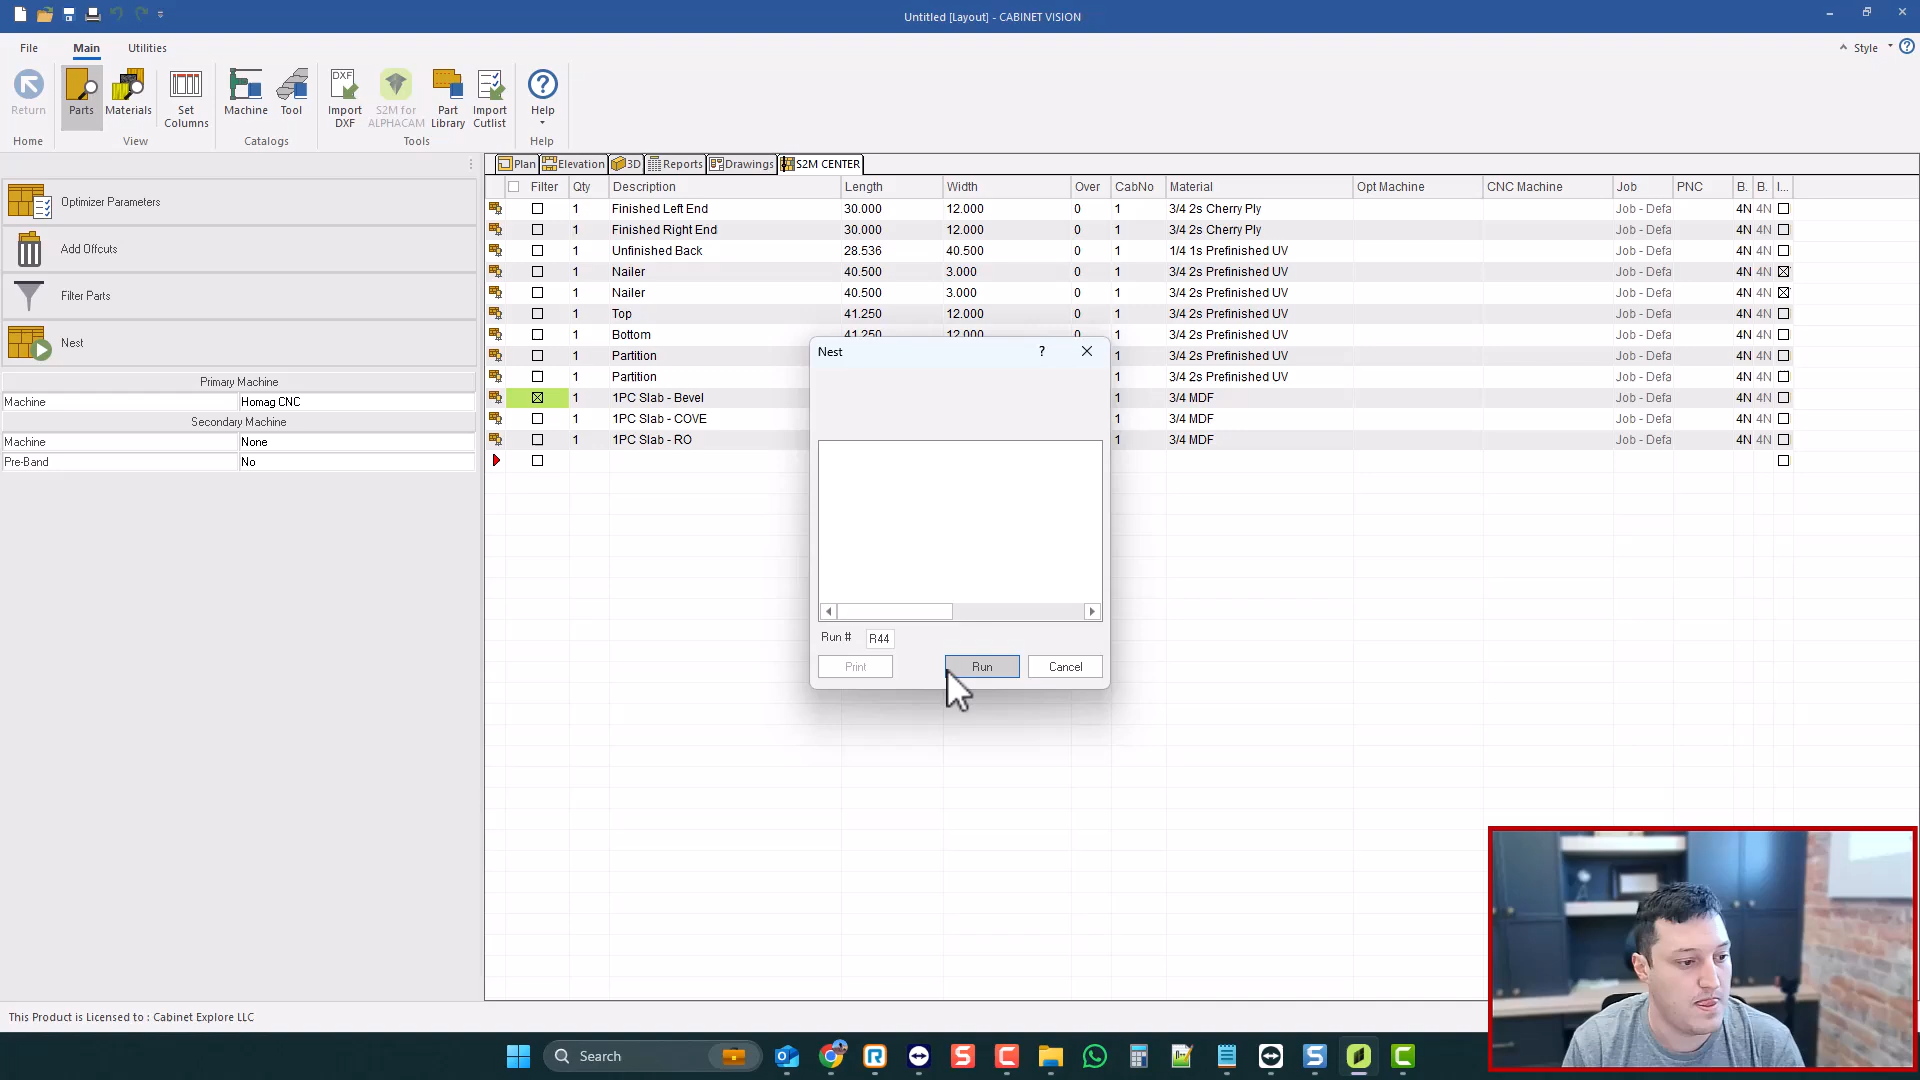 Untitled [Layout] - CABINET VISION
File Main Utilities Style
Return Parts Materials Set Columns Machine Tool Import DXF S2M for ALPHACAM Part Library Import Cutlist Help
DXF
Home View Catalogs Tools Help
Plan Elevation 3D Reports Drawings S2M CENTER
Optimizer Parameters
Add Offcuts
Filter Parts
Nest
Primary Machine
Machine Homag CNC
Secondary Machine
Machine None
Pre-Band No
Filter Qty Description Length Width Over CabNo Material Opt Machine CNC Machine Job PNC B. B. I...
1 Finished Left End 30.000 12.000 0 1 3/4 2s Cherry Ply Job - Defa 4N 4N
1 Finished Right End 30.000 12.000 0 1 3/4 2s Cherry Ply Job - Defa 4N 4N
1 Unfinished Back 28.536 40.500 0 1 1/4 1s Prefinished UV Job - Defa 4N 4N
1 Nailer 40.500 3.000 0 1 3/4 2s Prefinished UV Job - Defa 4N 4N
1 Nailer 40.500 3.000 0 1 3/4 2s Prefinished UV Job - Defa 4N 4N
1 Top 41.250 12.000 0 1 3/4 2s Prefinished UV Job - Defa 4N 4N
1 Bottom 41.250 12.000 0 1 3/4 2s Prefinished UV Job - Defa 4N 4N
1 Partition 1 3/4 2s Prefinished UV Job - Defa 4N 4N
1 Partition 1 3/4 2s Prefinished UV Job - Defa 4N 4N
1 1PC Slab - Bevel 1 3/4 MDF Job - Defa 4N 4N
1 1PC Slab - COVE 1 3/4 MDF Job - Defa 4N 4N
1 1PC Slab - RO 1 3/4 MDF Job - Defa 4N 4N
Nest ?
Run # R44
Print Run Cancel
This Product is Licensed to : Cabinet Explore LLC
Search